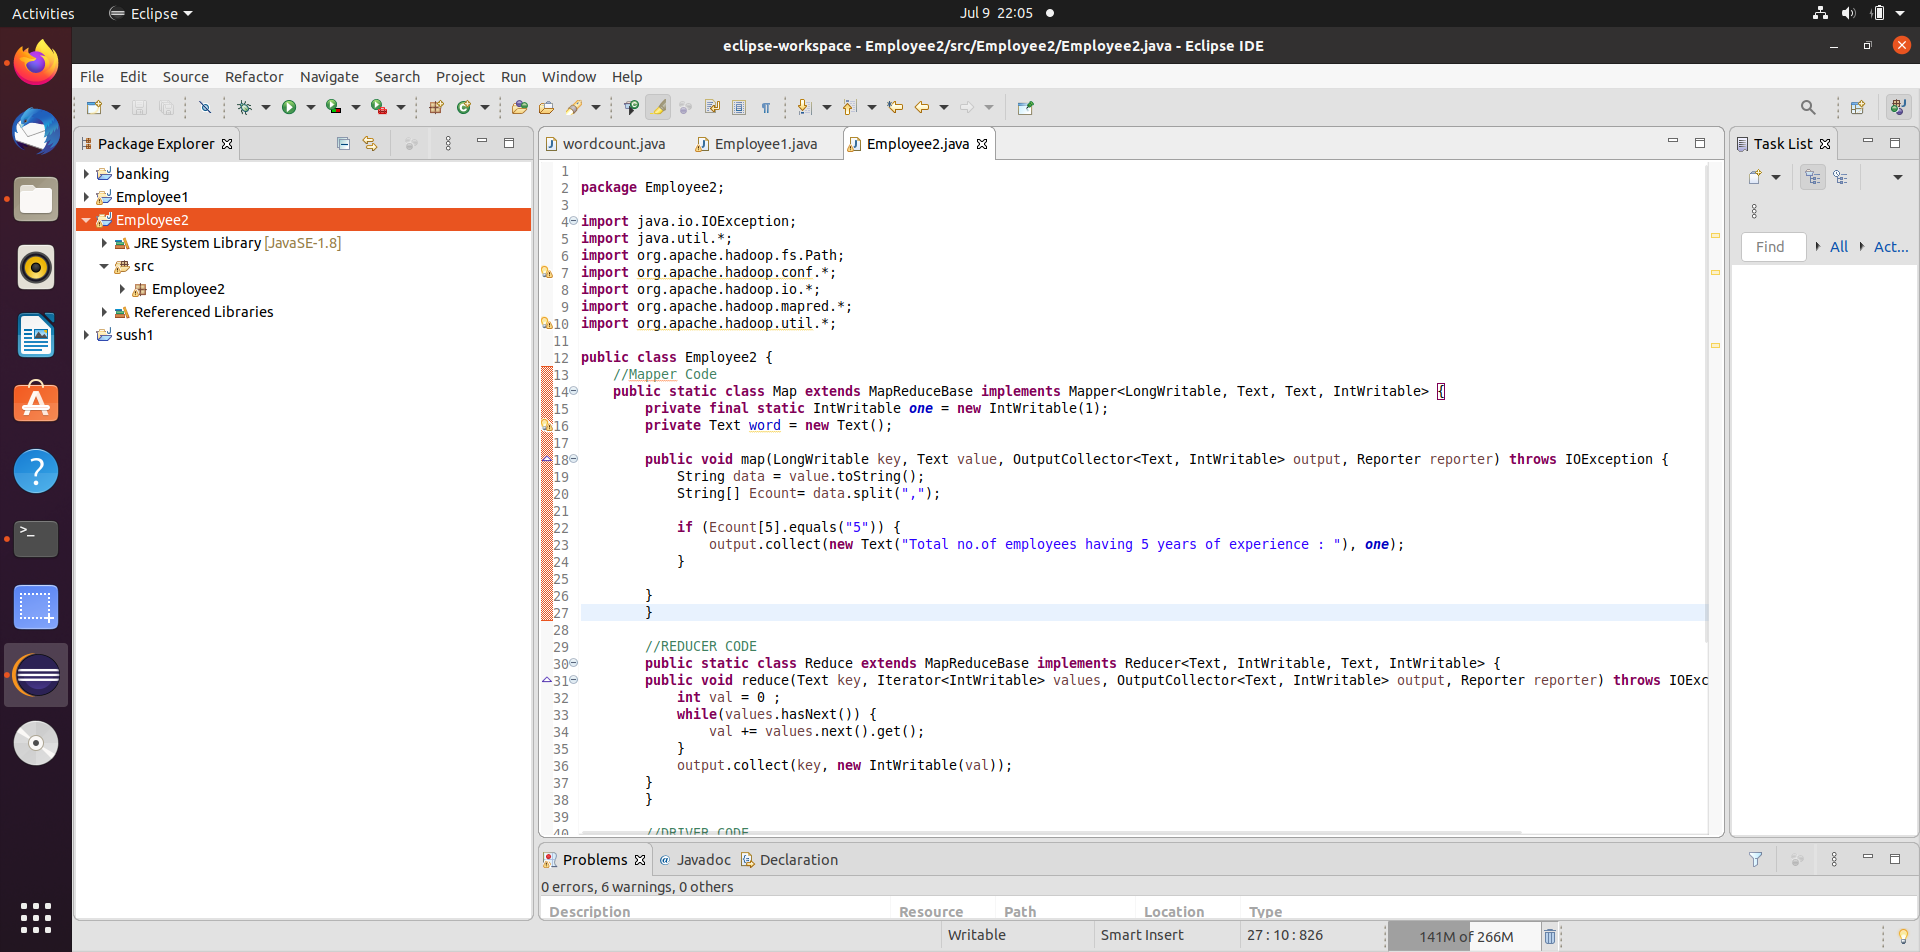 Activities
Eclipse
Jul 9 22:05
eclipse-workspace - Employee2/src/Employee2/Employee2.java - Eclipse IDE
File Edit Source Refactor Navigate Search Project Run Window Help
Package Explorer
banking
Employee1
Employee2
JRE System Library [JavaSE-1.8]
src
Employee2
Referenced Libraries
sush1
wordcount.java
Employee1.java
Employee2.java
1
2 package Employee2;
3
4 import java.io.IOException;
5 import java.util.*;
6 import org.apache.hadoop.fs.Path;
7 import org.apache.hadoop.conf.*;
8 import org.apache.hadoop.io.*;
9 import org.apache.hadoop.mapred.*;
10 import org.apache.hadoop.util.*;
11
12 public class Employee2 {
13 //Mapper Code
14 public static class Map extends MapReduceBase implements Mapper<LongWritable, Text, Text, IntWritable> {
15 private final static IntWritable one = new IntWritable(1);
16 private Text word = new Text();
17
18 public void map(LongWritable key, Text value, OutputCollector<Text, IntWritable> output, Reporter reporter) throws IOException {
19 String data = value.toString();
20 String[] Ecount= data.split(",");
21
22 if (Ecount[5].equals("5")) {
23 output.collect(new Text("Total no.of employees having 5 years of experience : "), one);
24 }
25
26 }
27 }
28
29 //REDUCER CODE
30 public static class Reduce extends MapReduceBase implements Reducer<Text, IntWritable, Text, IntWritable> {
31 public void reduce(Text key, Iterator<IntWritable> values, OutputCollector<Text, IntWritable> output, Reporter reporter) throws IOExc
32 int val = 0 ;
33 while(values.hasNext()) {
34 val += values.next().get();
35 }
36 output.collect(key, new IntWritable(val));
37 }
38 }
39
40 //DRIVER CODE
Task List
Find
All
Act...
Problems
@ Javadoc
Declaration
0 errors, 6 warnings, 0 others
Description Resource Path Location Type
Writable
Smart Insert
27 : 10 : 826
141M of 266M